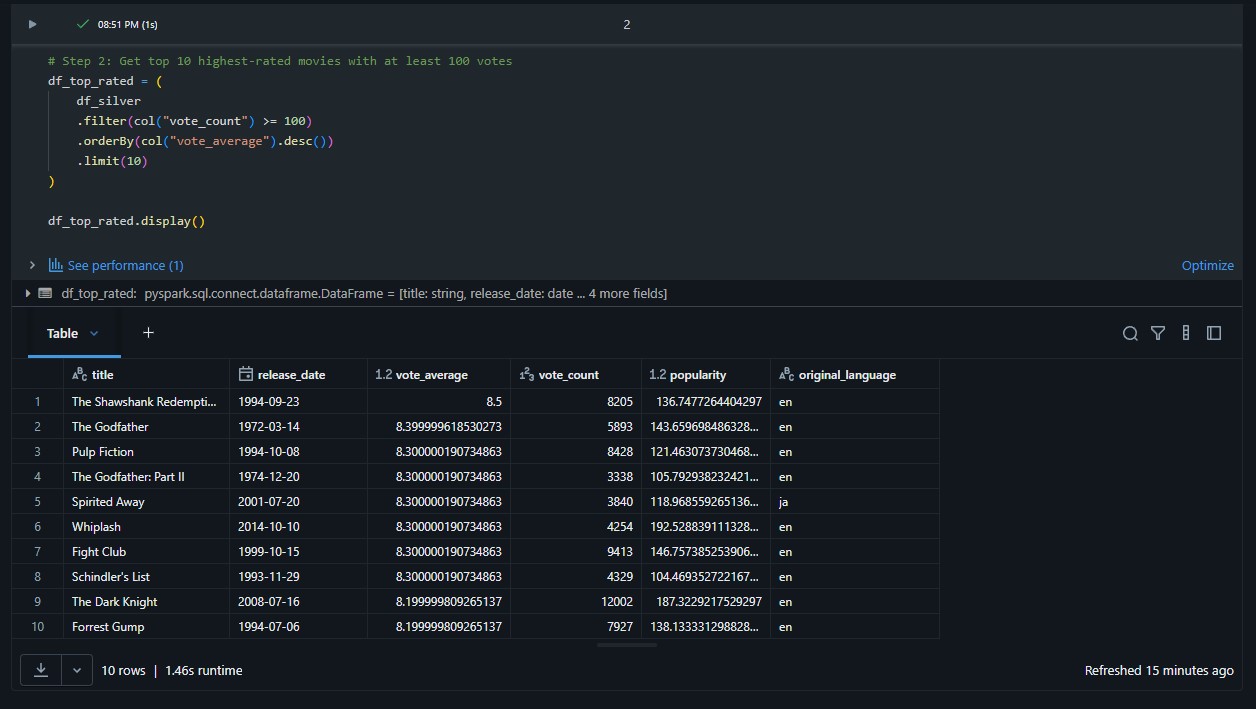 08:51 PM (1s)
2
# Step 2: Get top 10 highest-rated movies with at least 100 votes
df_top_rated = (
    df_silver
    .filter(col("vote_count") >= 100)
    .orderBy(col("vote_average").desc())
    .limit(10)
)
df_top_rated.display()
See performance (1) Optimize
df_top_rated: pyspark.sql.connect.dataframe.DataFrame = [title: string, release_date: date ... 4 more fields]
Table +
ABC title 1.2 vote_average 123 vote_count 1.2 popularity ABC original_language release_date
1 The Shawshank Redempti... 1994-09-23 8.5 8205 136.7477264404297 en
2 The Godfather 1972-03-14 8.399999618530273 5893 143.659698486328... en
3 Pulp Fiction 1994-10-08 8.300000190734863 8428 121.463073730468... en
4 The Godfather: Part II 1974-12-20 8.300000190734863 3338 105.792938232421... en
5 Spirited Away 2001-07-20 8.300000190734863 3840 118.968559265136... ja
6 Whiplash 2014-10-10 8.300000190734863 4254 192.528839111328... en
7 Fight Club 1999-10-15 8.300000190734863 9413 146.757385253906... en
8 Schindler's List 1993-11-29 8.300000190734863 4329 104.469352722167... en
9 The Dark Knight 2008-07-16 8.199999809265137 12002 187.3229217529297 en
10 Forrest Gump 1994-07-06 8.199999809265137 7927 138.133331298828... en
10 rows | 1.46s runtime Refreshed 15 minutes ago